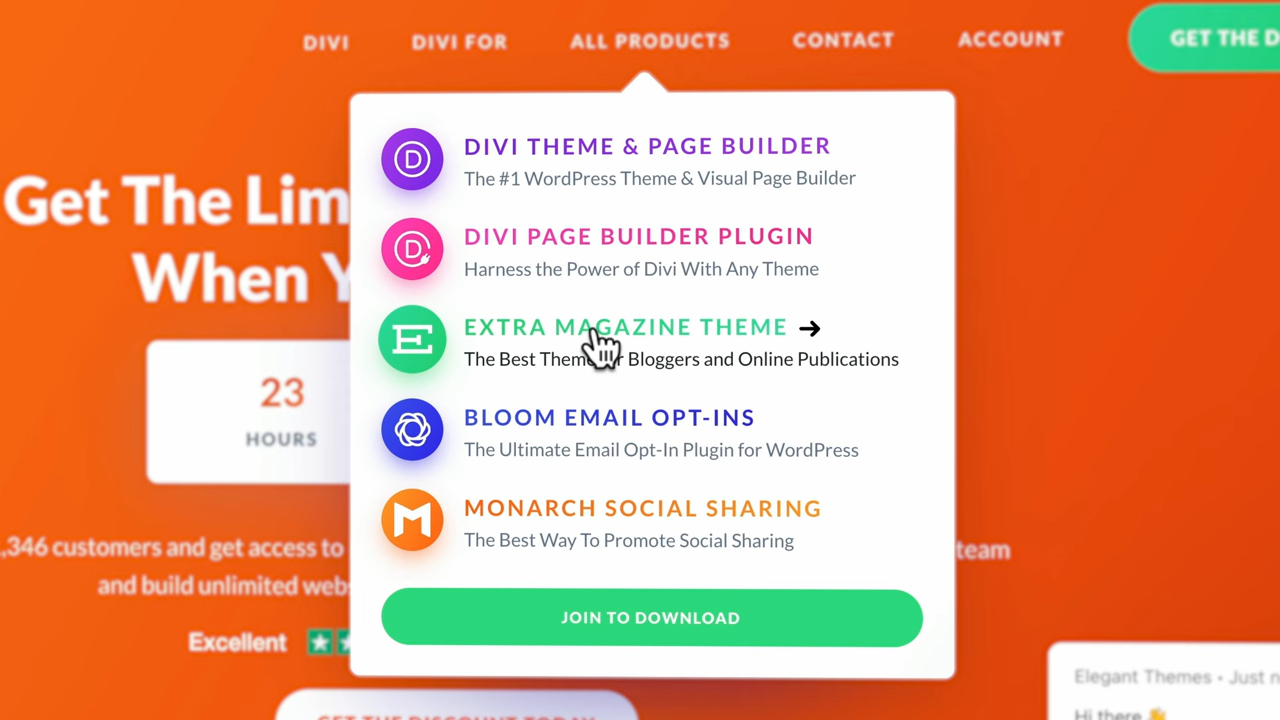 DIVI
DIVI FOR
ALL PRODUCTS
CONTACT
ACCOUNT
GET THE
Get The
When
23
HOURS
DIVI THEME & PAGE BUILDER
The #1 WordPress Theme & Visual Page Builder
DIVI PAGE BUILDER PLUGIN
Harness the Power of Divi With Any Theme
EXTRA MAGAZINE THEME
The Best Theme Bloggers and Online Publications
BLOOM EMAIL OPT-INS
The Ultimate Email Opt-In Plugin for WordPress
MONARCH SOCIAL SHARING
The Best Way To Promote Social Sharing
JOIN TO DOWNLOAD
,346 customers and get access to
team
and build unlimited
Excellent
GET THE DISCOUNT TODAY
Elegant Themes • Just
Hi there 👋